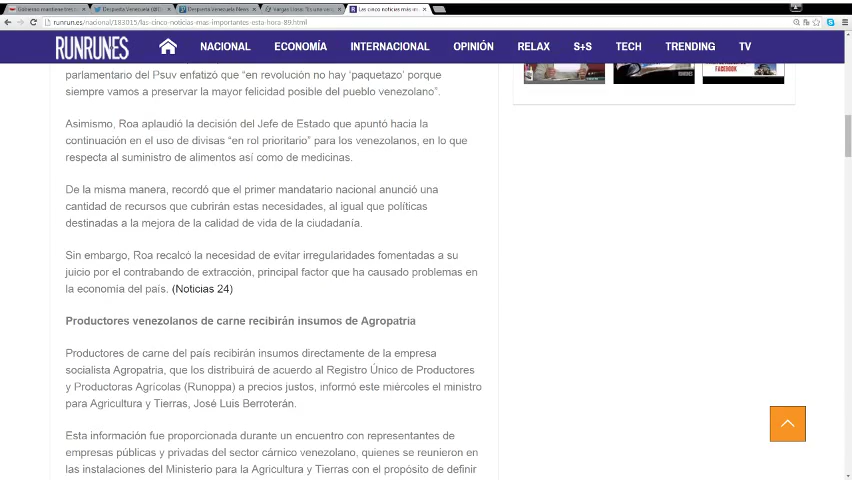 Despierta Venezuela (@D
Despierta Venezuela News
Las cinco noticias más im
runrun.es/nacional/183015/las-cinco-noticias-mas-importantes-esta-hora-89.html
RUNRUNES
NACIONAL
ECONOMÍA
INTERNACIONAL
OPINIÓN
RELAX
S+S
TECH
TRENDING
TV
parlamentario del Psuv enfatizó que “en revolución no hay ‘paquetazo’ porque
siempre vamos a preservar la mayor felicidad posible del pueblo venezolano”.
Asimismo, Roa aplaudió la decisión del Jefe de Estado que apuntó hacia la
continuación en el uso de divisas “en rol prioritario” para los venezolanos, en lo que
respecta al suministro de alimentos así como de medicinas.
De la misma manera, recordó que el primer mandatario nacional anunció una
cantidad de recursos que cubrirán estas necesidades, al igual que políticas
destinadas a la mejora de la calidad de vida de la ciudadanía.
Sin embargo, Roa recalcó la necesidad de evitar irregularidades fomentadas a su
juicio por el contrabando de extracción, principal factor que ha causado problemas en
la economía del país. (Noticias 24)
Productores venezolanos de carne recibirán insumos de Agropatria
Productores de carne del país recibirán insumos directamente de la empresa
socialista Agropatria, que los distribuirá de acuerdo al Registro Único de Productores
y Productoras Agrícolas (Runoppa) a precios justos, informó este miércoles el ministro
para Agricultura y Tierras, José Luis Berroterán.
Esta información fue proporcionada durante un encuentro con representantes de
empresas públicas y privadas del sector cárnico venezolano, quienes se reunieron en
las instalaciones del Ministerio para la Agricultura y Tierras con el propósito de definir